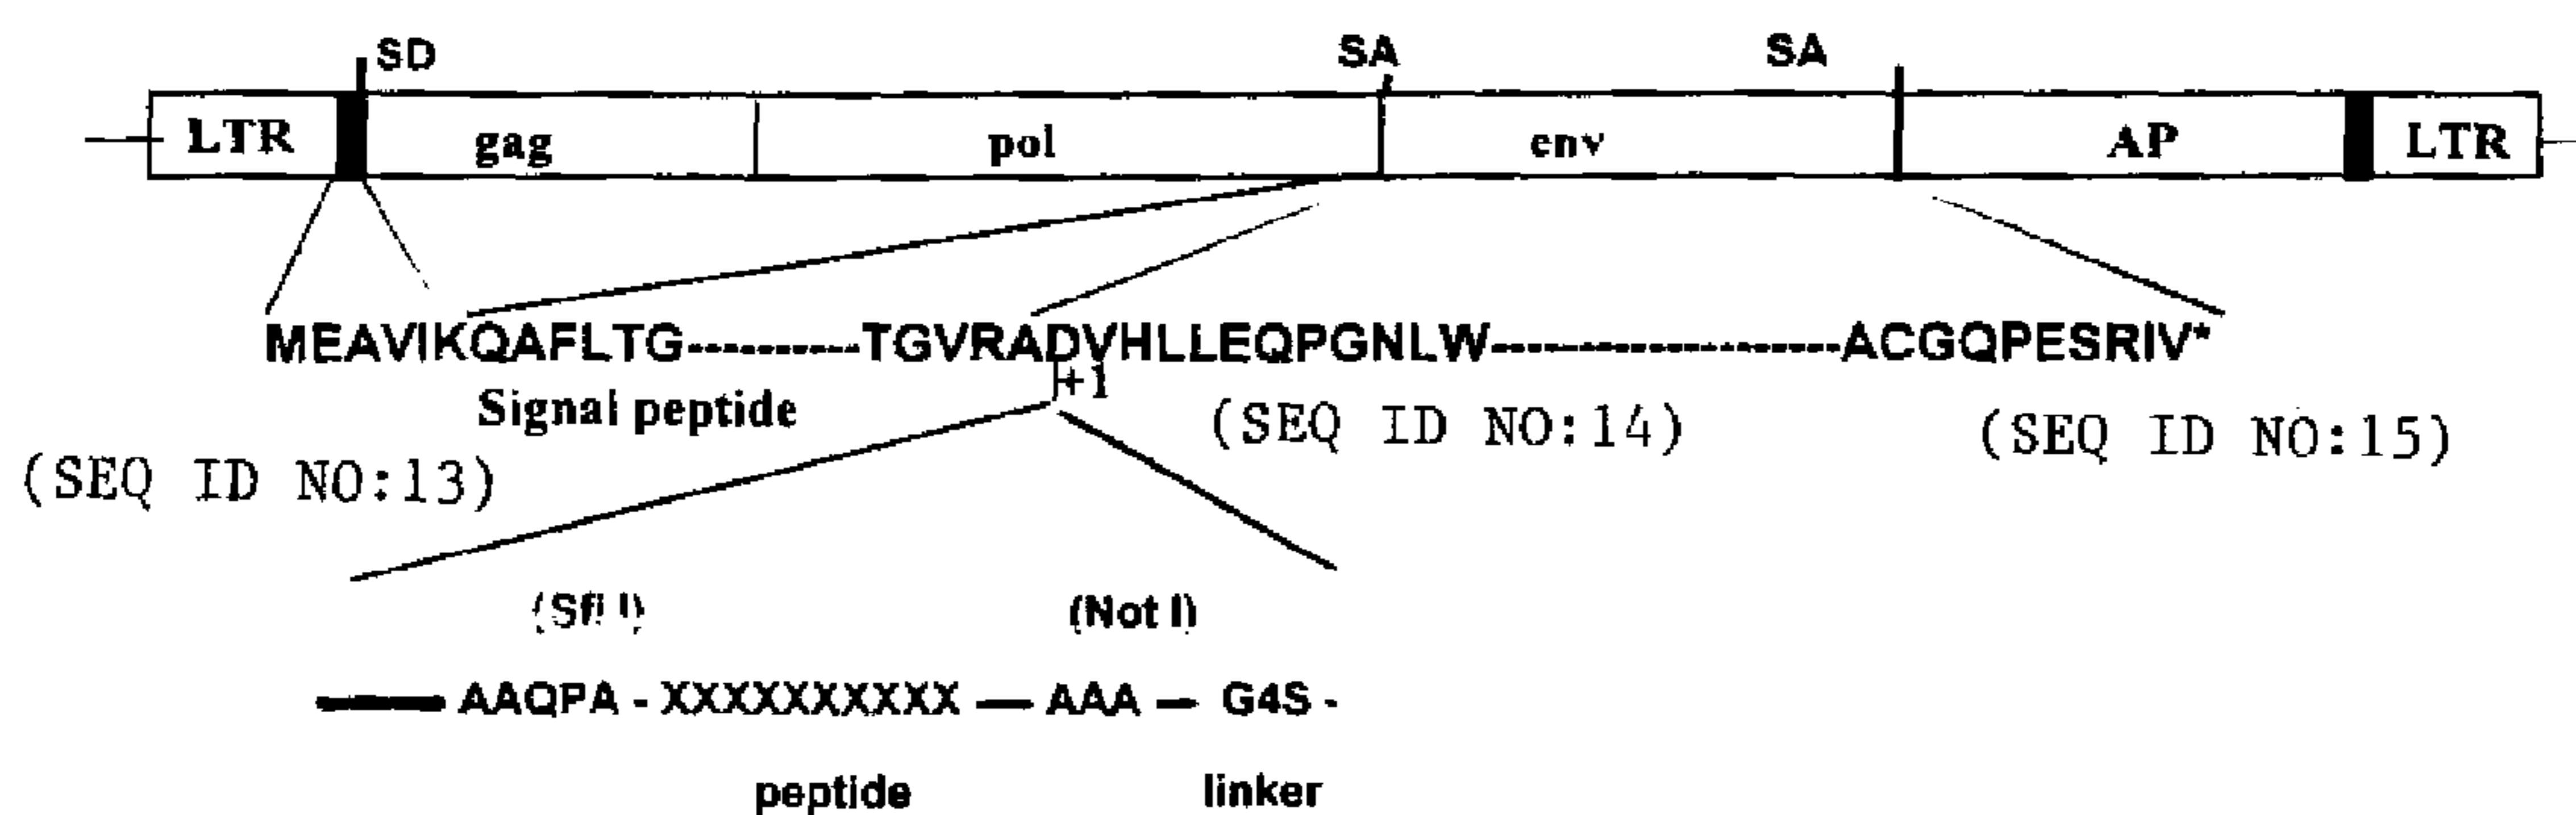 SD SA SA
LTR gag pol env AP LTR
MEAVIKQAFLTG----------TGVRADVHLLEQPGNLW--------------------ACGQPESRIV*
+1
Signal peptide (SEQ ID NO:14) (SEQ ID NO:15)
(SEQ ID NO:13)
(Sfi I) (Not I)
AAQPA - XXXXXXXXXX — AAA — G4S -
peptide linker